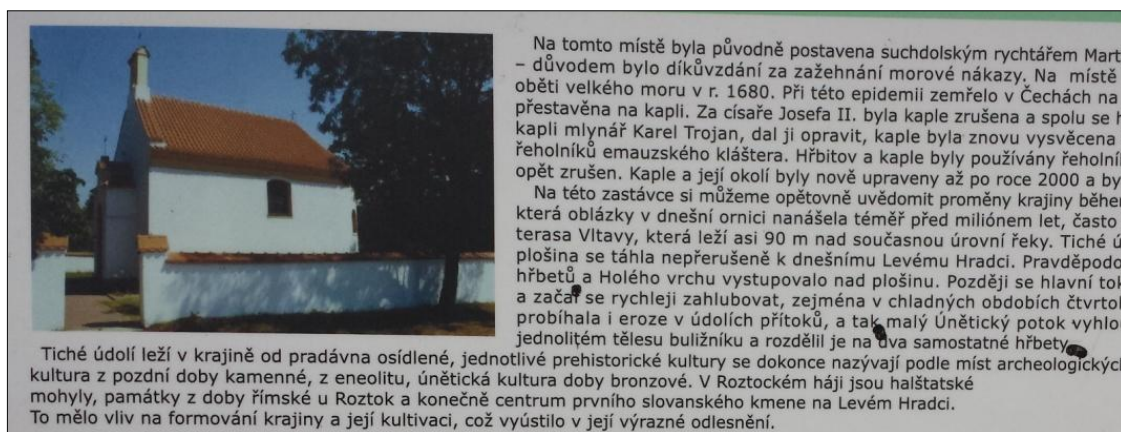 Na tomto místě byla původně postavena suchdolským rychtářem Mart
– důvodem bylo díkůvzdání za zažehnání morové nákazy. Na místě
oběti velkého moru v r. 1680. Při této epidemii zemřelo v Čechách na
přestavěna na kapli. Za císaře Josefa II. byla kaple zrušena a spolu se h
kapli mlynář Karel Trojan, dal ji opravit, kaple byla znovu vysvěcena
řeholníků emauzského kláštera. Hřbitov a kaple byly používány řeholní
opět zrušen. Kaple a její okolí byly nově upraveny až po roce 2000 a by
Na této zastávce si můžeme opětovně uvědomit proměny krajiny během
která oblázky v dnešní ornici nanášela téměř před miliónem let, často
terasa Vltavy, která leží asi 90 m nad současnou úrovní řeky. Tiché ú
plošina se táhla nepřerušeně k dnešnímu Levému Hradci. Pravděpodo
hřbetů a Holého vrchu vystupovalo nad plošinu. Později se hlavní tok
a začal se rychleji zahlubovat, zejména v chladných obdobích čtvrtoh
probíhala i eroze v údolích přítoků, a tak malý Únětický potok vyhlou
jednolitém tělesu buližníku a rozdělil je na dva samostatné hřbety
Tiché údolí leží v krajině od pradávna osídlené, jednotlivé prehistorické kultury se dokonce nazývají podle míst archeologických
kultura z pozdní doby kamenné, z eneolitu, únětická kultura doby bronzové. V Roztockém háji jsou halštatské
mohyly, památky z doby římské u Roztok a konečně centrum prvního slovanského kmene na Levém Hradci.
To mělo vliv na formování krajiny a její kultivaci, což vyústilo v její výrazné odlesnění.